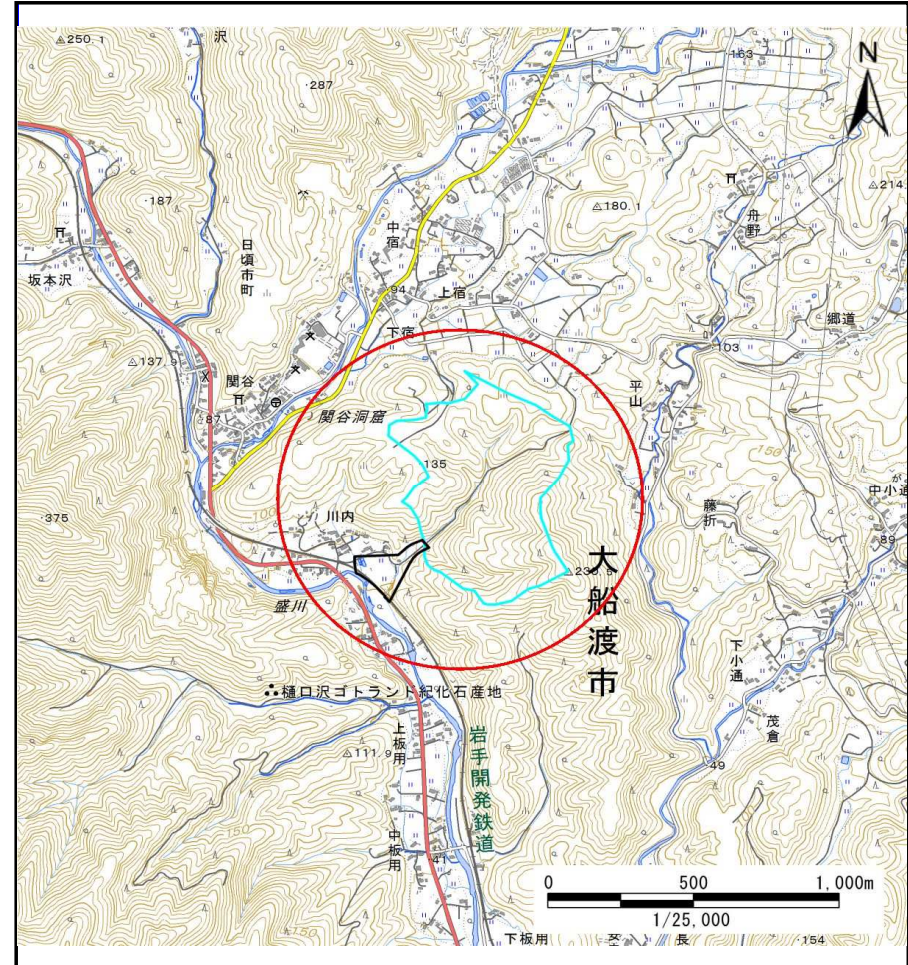 250.1
沢
N
163
・287
214.
・187
180.1
舟野
中宿
日頃市町
坂本沢
94
上宿
郷道
下宿
103
137.9
関谷
平山
関谷洞窟
87
150
135
・375
100
藤折
川内
89
大船渡市
盛川
下小通
樋口沢ゴトランド紀化石産地
茂倉
上板用
岩手開発鉄道
111.9
49
150
中板用
41
0 500 1,000m
1/25,000
下板用
長
・154